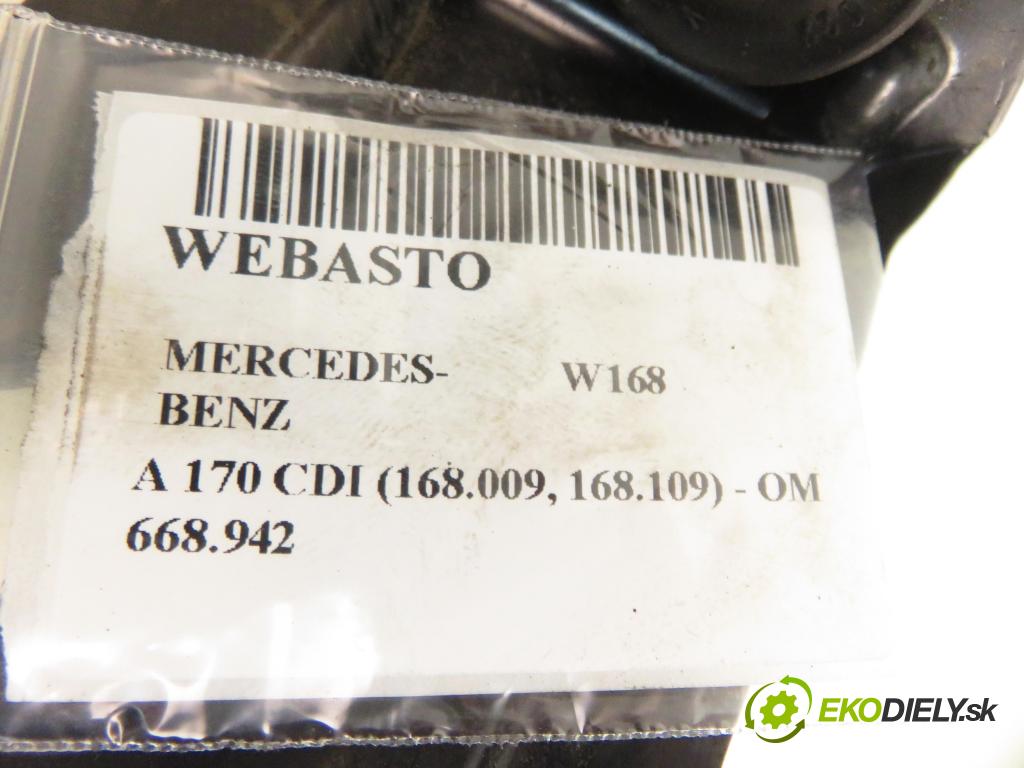 WEBASTO
MERCEDES- W168
BENZ
A 170 CDI (168.009, 168.109) - OM
668.942
EKODIELY.sk